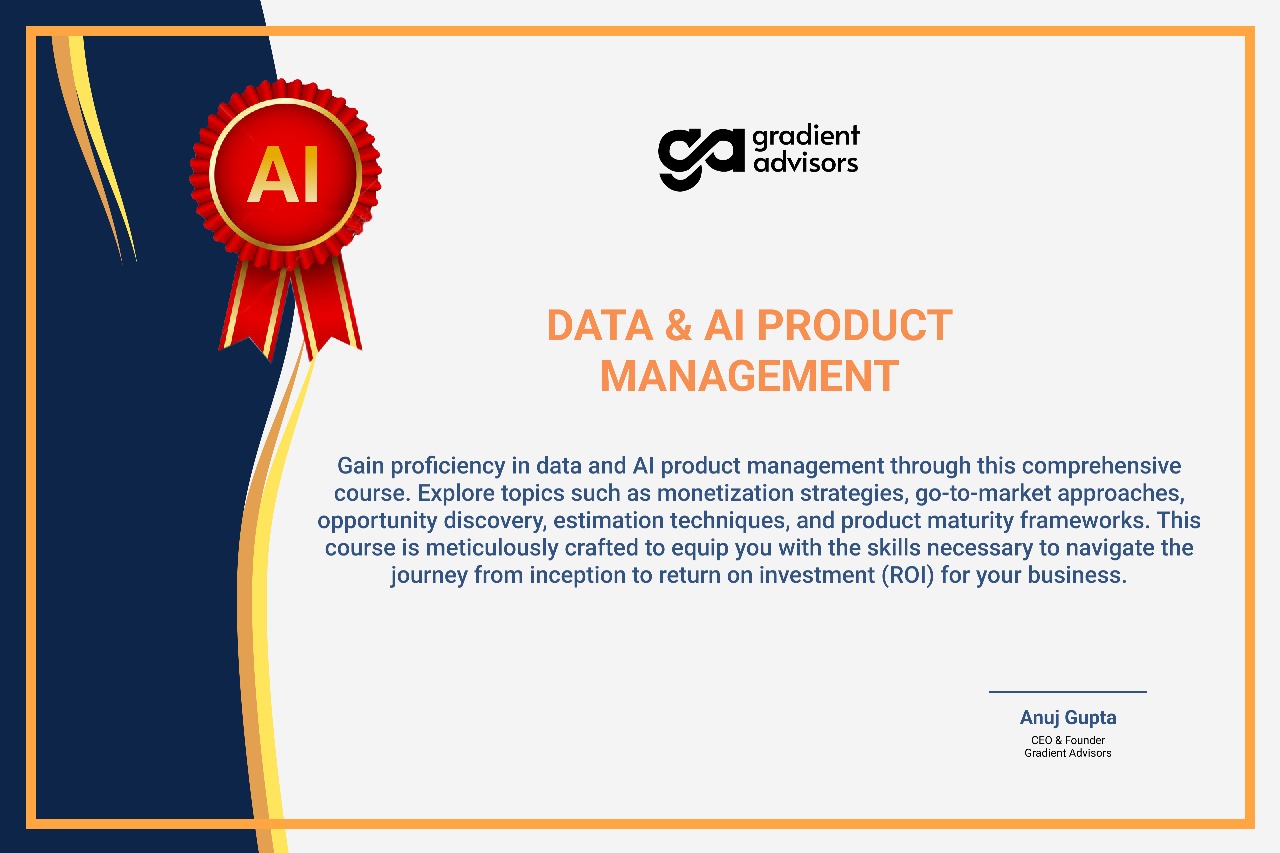 AI
ga
gradient
advisors
DATA & AI PRODUCT
MANAGEMENT
Gain proficiency in data and AI product management through this comprehensive
course. Explore topics such as monetization strategies, go-to-market approaches,
opportunity discovery, estimation techniques, and product maturity frameworks. This
course is meticulously crafted to equip you with the skills necessary to navigate the
journey from inception to return on investment (ROI) for your business.
Anuj Gupta
CEO & Founder
Gradient Advisors